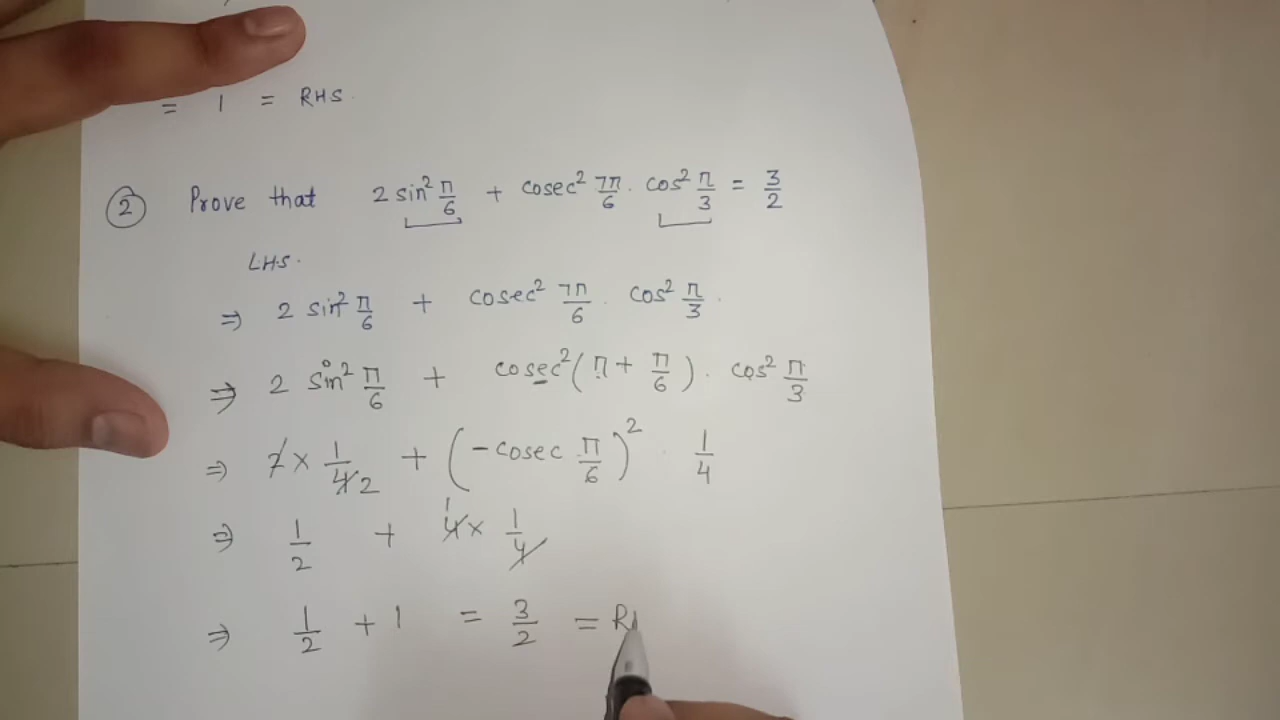 = 1 = RHS.
2 Prove that 2 sin² π/6 + cosec² 7π/6 . cos² π/3 = 3/2
LHS.
⇒ 2 sin² π/6 + cosec² 7π/6 . cos² π/3 .
⇒ 2 sin² π/6 + cosec² (π + π/6) . cos² π/3
⇒ 2 × 1/4 2 + (- cosec π/6)² . 1/4
⇒ 1/2 + 4 1 × 1/4
⇒ 1/2 + 1 = 3/2 = RH